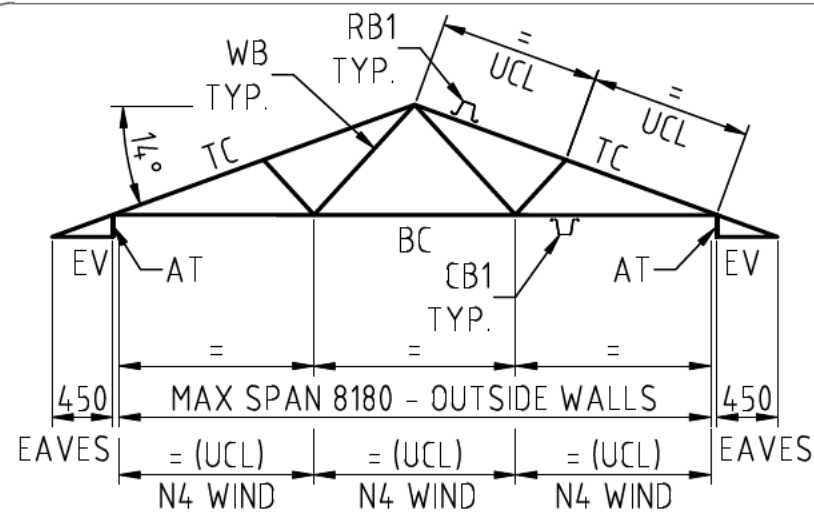 RB1
TYP.
WB
TYP.
=
UCL
=
UCL
14°
TC
TC
BC
EV
AT
CB1
TYP.
AT
EV
=
=
=
450
EAVES
MAX SPAN 8180 - OUTSIDE WALLS
450
EAVES
= (UCL)
N4 WIND
= (UCL)
N4 WIND
= (UCL)
N4 WIND